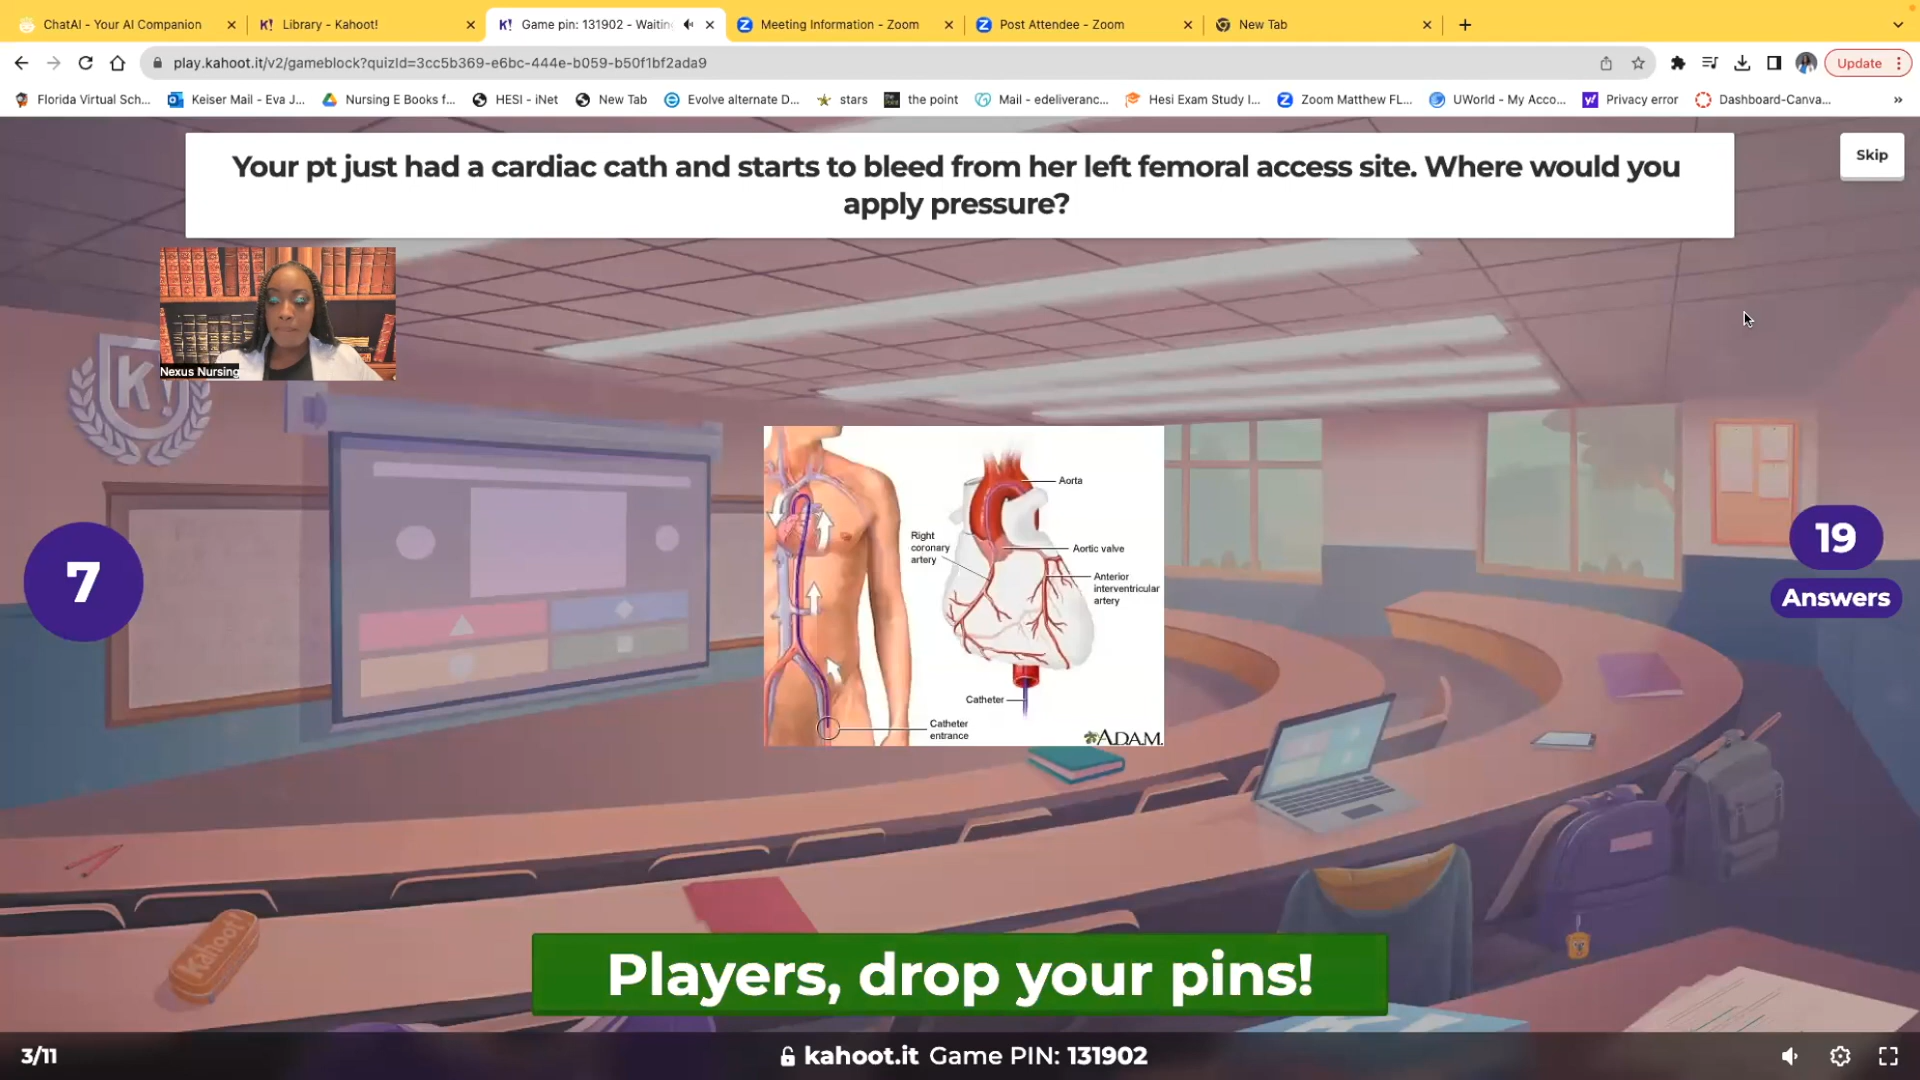 ChatAI - Your AI Companion
K! Library - Kahoot!
K! Game pin: 131902 - Waitin
Meeting Information - Zoom
Post Attendee - Zoom
New Tab
play.kahoot.it/v2/gameblock?quizId=3cc5b369-e6bc-444e-b059-b50f1bf2ada9
Update
Florida Virtual Sch...
Keiser Mail - Eva J...
Nursing E Books f...
HESI - iNet
New Tab
Evolve alternate D...
stars
the point
Mail - edeliveranc...
Hesi Exam Study I...
Zoom Matthew FL...
UWorld - My Acco...
Privacy error
Dashboard-Canva...
Your pt just had a cardiac cath and starts to bleed from her left femoral access site. Where would you
apply pressure?
Skip
Nexus Nursing
K!
7
19
Answers
Aorta
Right
coronary
artery
Aortic valve
Anterior
interventricular
artery
Catheter
Catheter
entrance
ADAM.
Kahoot!
Players, drop your pins!
3/11
kahoot.it Game PIN: 131902